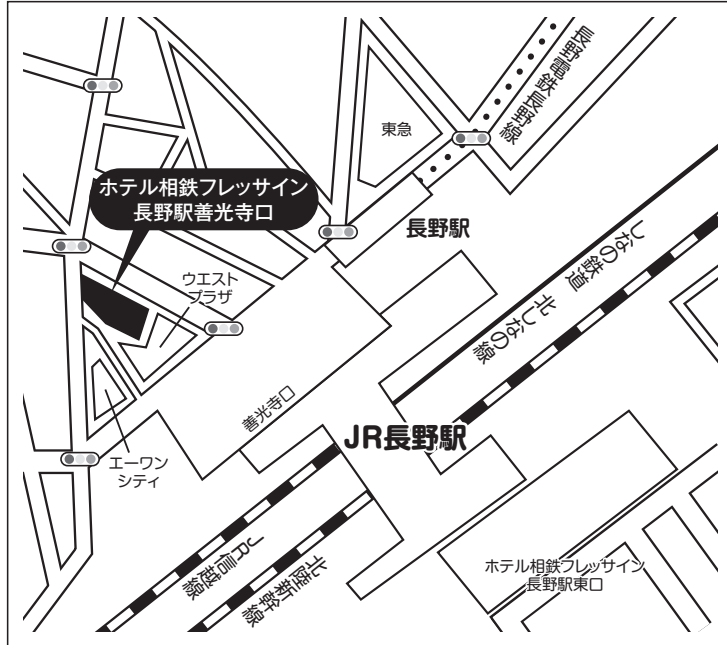 長野電鉄長野線
東急
ホテル相鉄フレッサイン
長野駅善光寺口
長野駅
しなの鉄道
北しなの線
ウエスト
プラザ
善光寺口
JR長野駅
エーワン
シティ
JR信越線
北陸新幹線
ホテル相鉄フレッサイン
長野駅東口